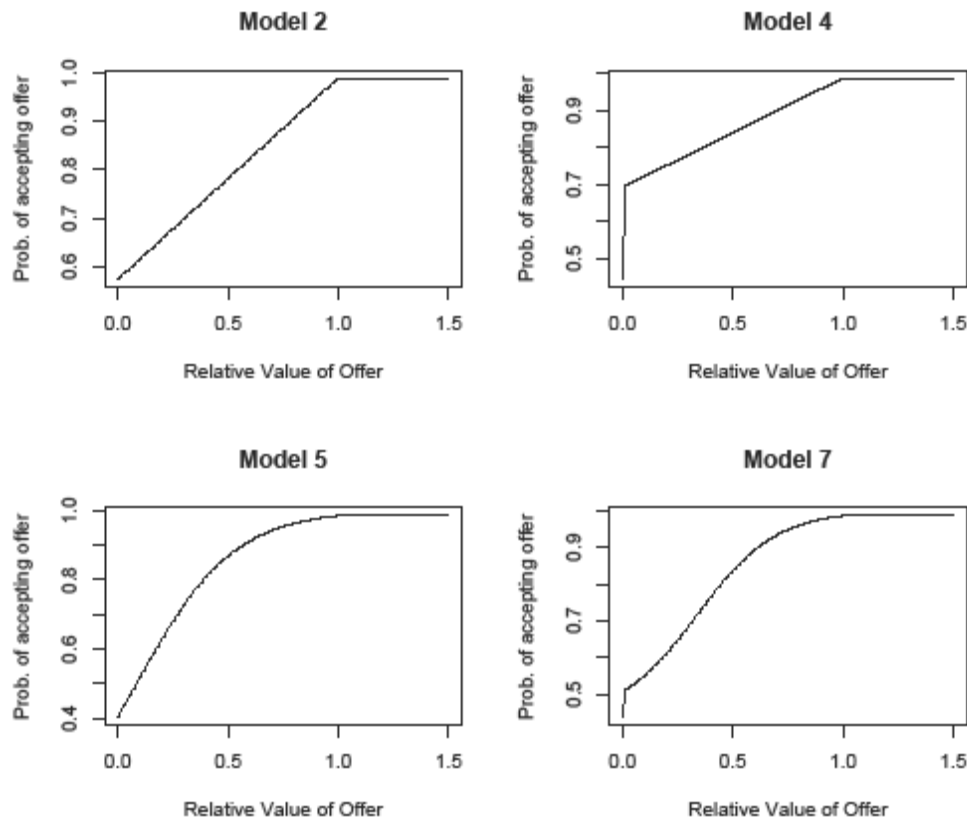 Model 2
Prob. of accepting offer
1.0
0.9
0.8
0.7
0.6
0.0 0.5 1.0 1.5
Relative Value of Offer
Model 4
Prob. of accepting offer
0.9
0.7
0.5
0.0 0.5 1.0 1.5
Relative Value of Offer
Model 5
Prob. of accepting offer
1.0
0.8
0.6
0.4
0.0 0.5 1.0 1.5
Relative Value of Offer
Model 7
Prob. of accepting offer
0.9
0.7
0.5
0.0 0.5 1.0 1.5
Relative Value of Offer